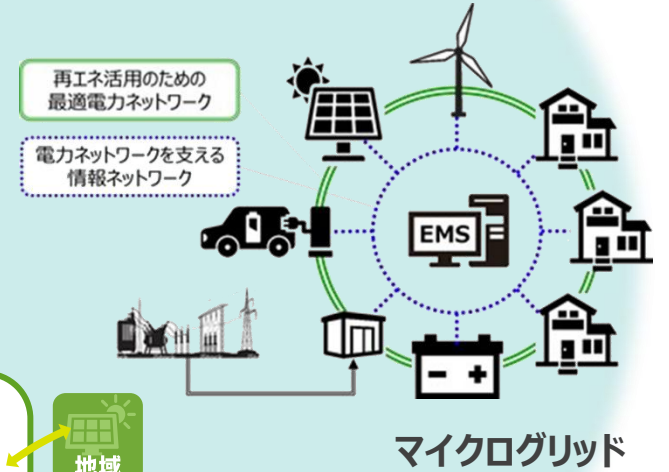 再エネ活用のための
最適電力ネットワーク
電力ネットワークを支える
情報ネットワーク
EMS
マイクログリッド
地域